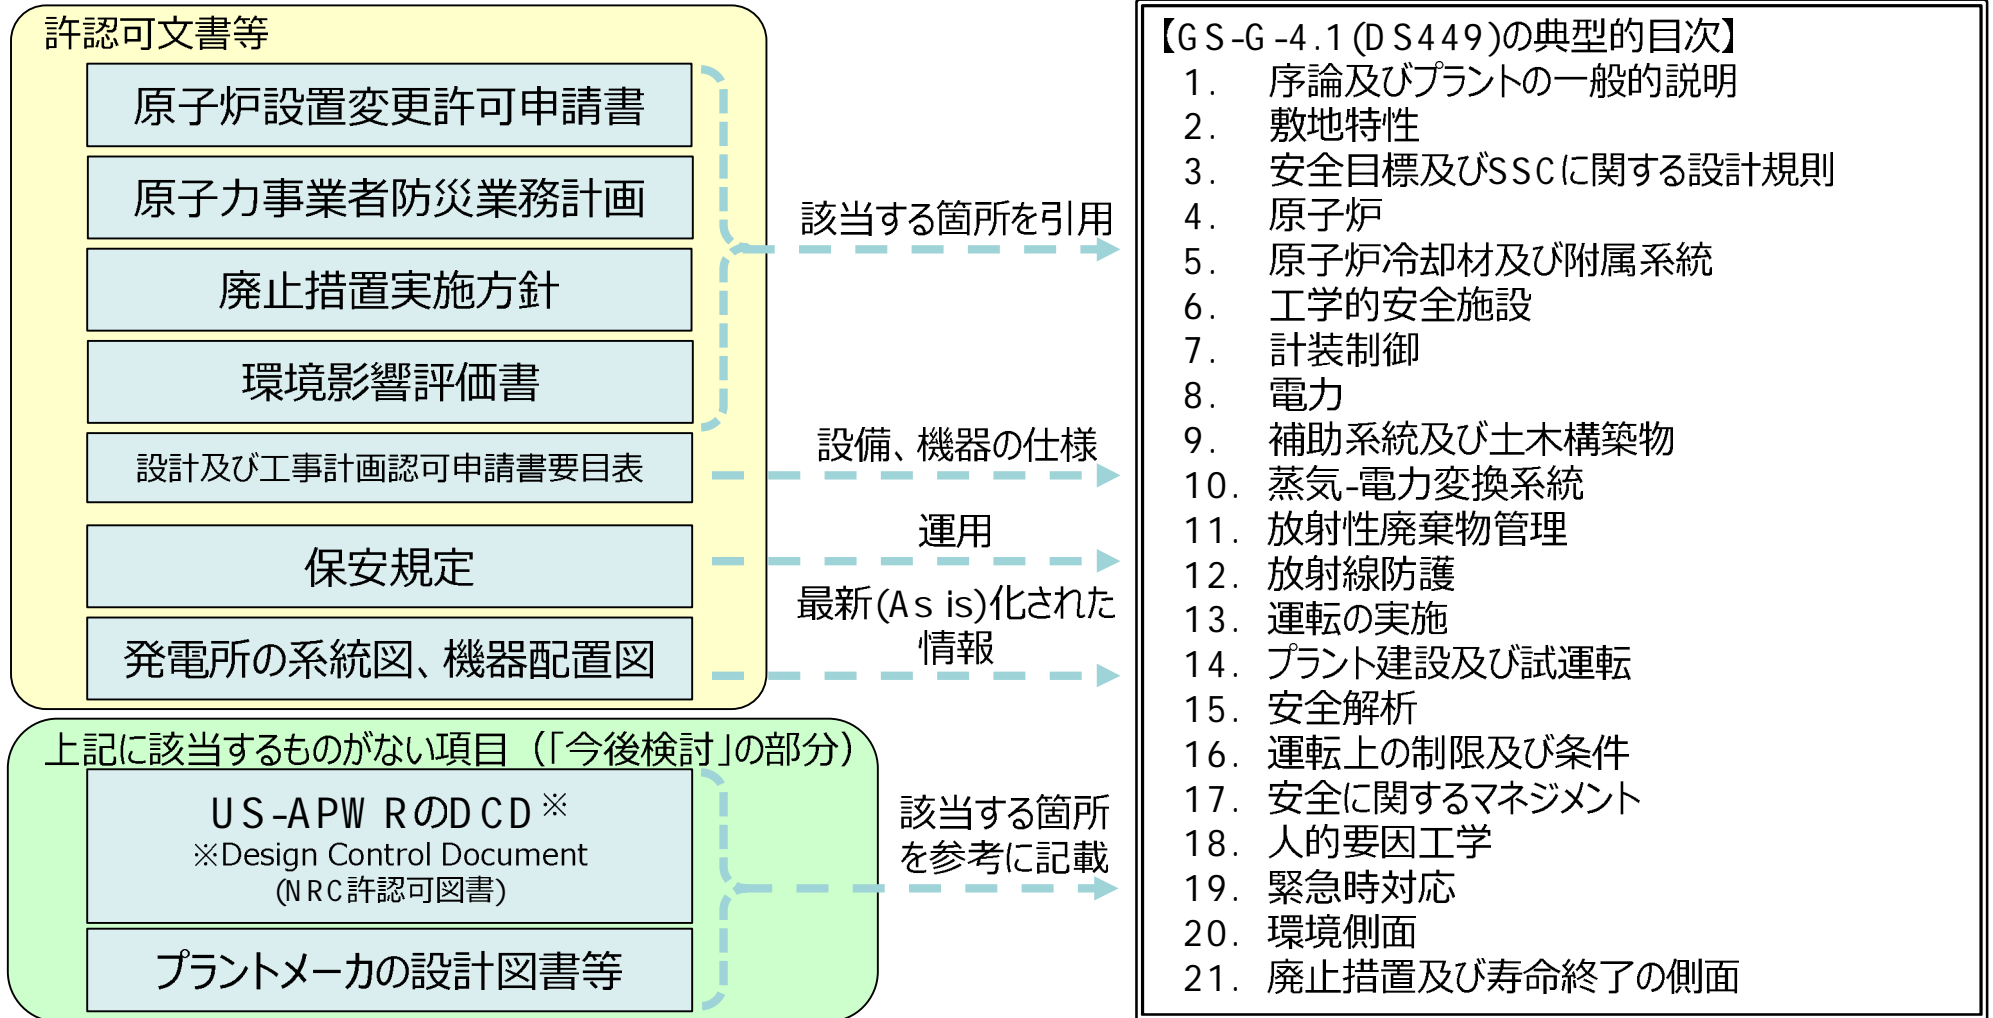 許認可文書等
原子炉設置変更許可申請書
原子力事業者防災業務計画
廃止措置実施方針
環境影響評価書
設計及び工事計画認可申請書要目表
保安規定
発電所の系統図、機器配置図
上記に該当するものがない項目（「今後検討」の部分）
US-APWRのDCD※
※Design Control Document
(NRC許認可図書)
プラントメーカの設計図書等
該当する箇所を引用
設備、機器の仕様
運用
最新(As is)化された
情報
該当する箇所
を参考に記載
【GS-G-4.1(DS449)の典型的目次】
1. 序論及びプラントの一般的説明
2. 敷地特性
3. 安全目標及びSSCに関する設計規則
4. 原子炉
5. 原子炉冷却材及び附属系統
6. 工学的安全施設
7. 計装制御
8. 電力
9. 補助系統及び土木構築物
10. 蒸気-電力変換系統
11. 放射性廃棄物管理
12. 放射線防護
13. 運転の実施
14. プラント建設及び試運転
15. 安全解析
16. 運転上の制限及び条件
17. 安全に関するマネジメント
18. 人的要因工学
19. 緊急時対応
20. 環境側面
21. 廃止措置及び寿命終了の側面